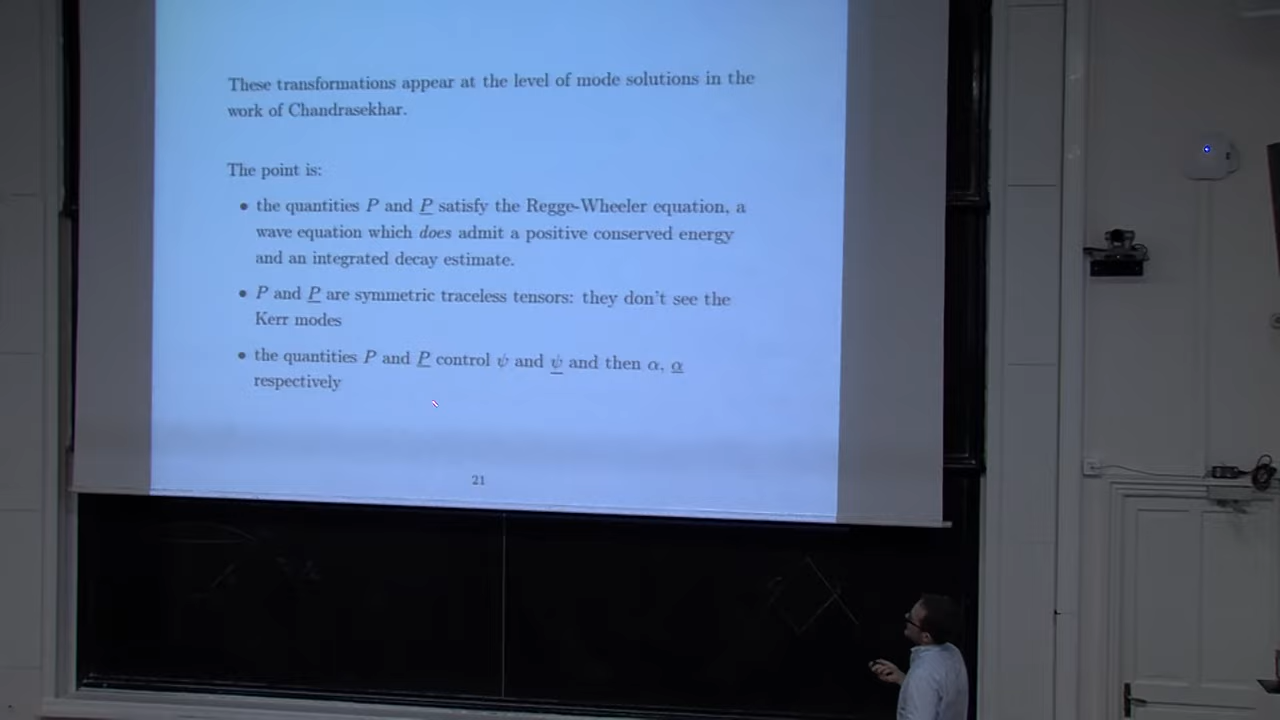 These transformations appear at the level of mode solutions in the
work of Chandrasekhar.
The point is:
• the quantities P and P̲ satisfy the Regge-Wheeler equation, a
wave equation which does admit a positive conserved energy
and an integrated decay estimate.
• P and P̲ are symmetric traceless tensors: they don't see the
Kerr modes
• the quantities P and P̲ control ψ and ψ̲ and then α, α̲
respectively
21